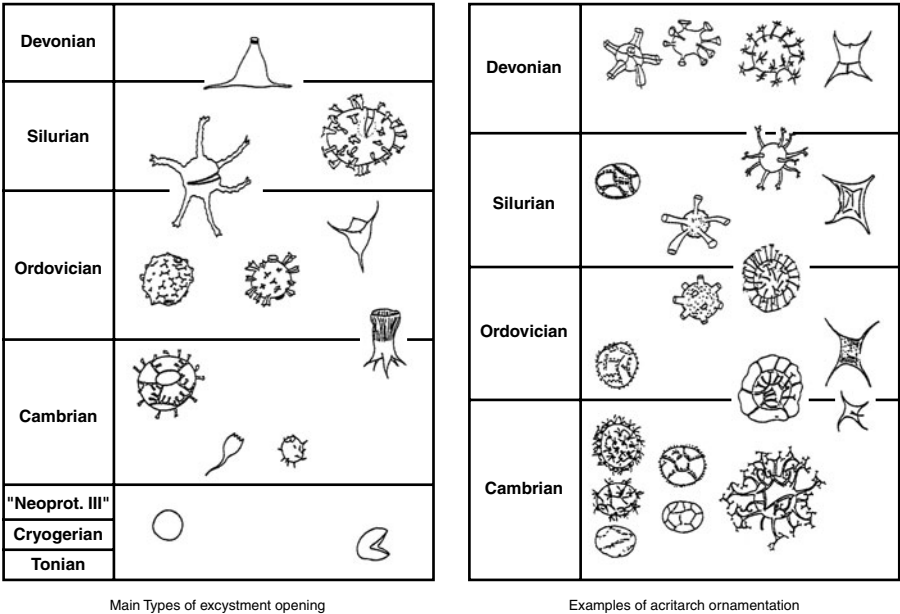 Devonian
Silurian
Ordovician
Cambrian
"Neoprot. III"
Cryogerian
Tonian
Main Types of excystment opening
Devonian
Silurian
Ordovician
Cambrian
Examples of acritarch ornamentation